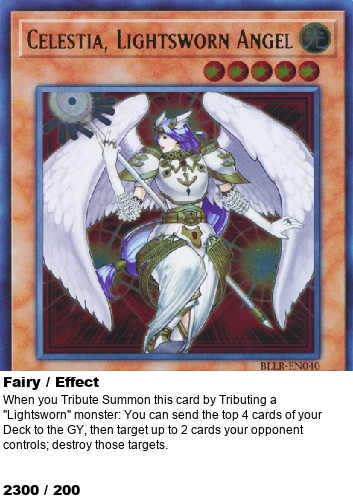 Celestia, Lightsworn Angel
BLLR-EN040
Fairy / Effect
When you Tribute Summon this card by Tributing a
"Lightsworn" monster: You can send the top 4 cards of your
Deck to the GY, then target up to 2 cards your opponent
controls; destroy those targets.
2300 / 200